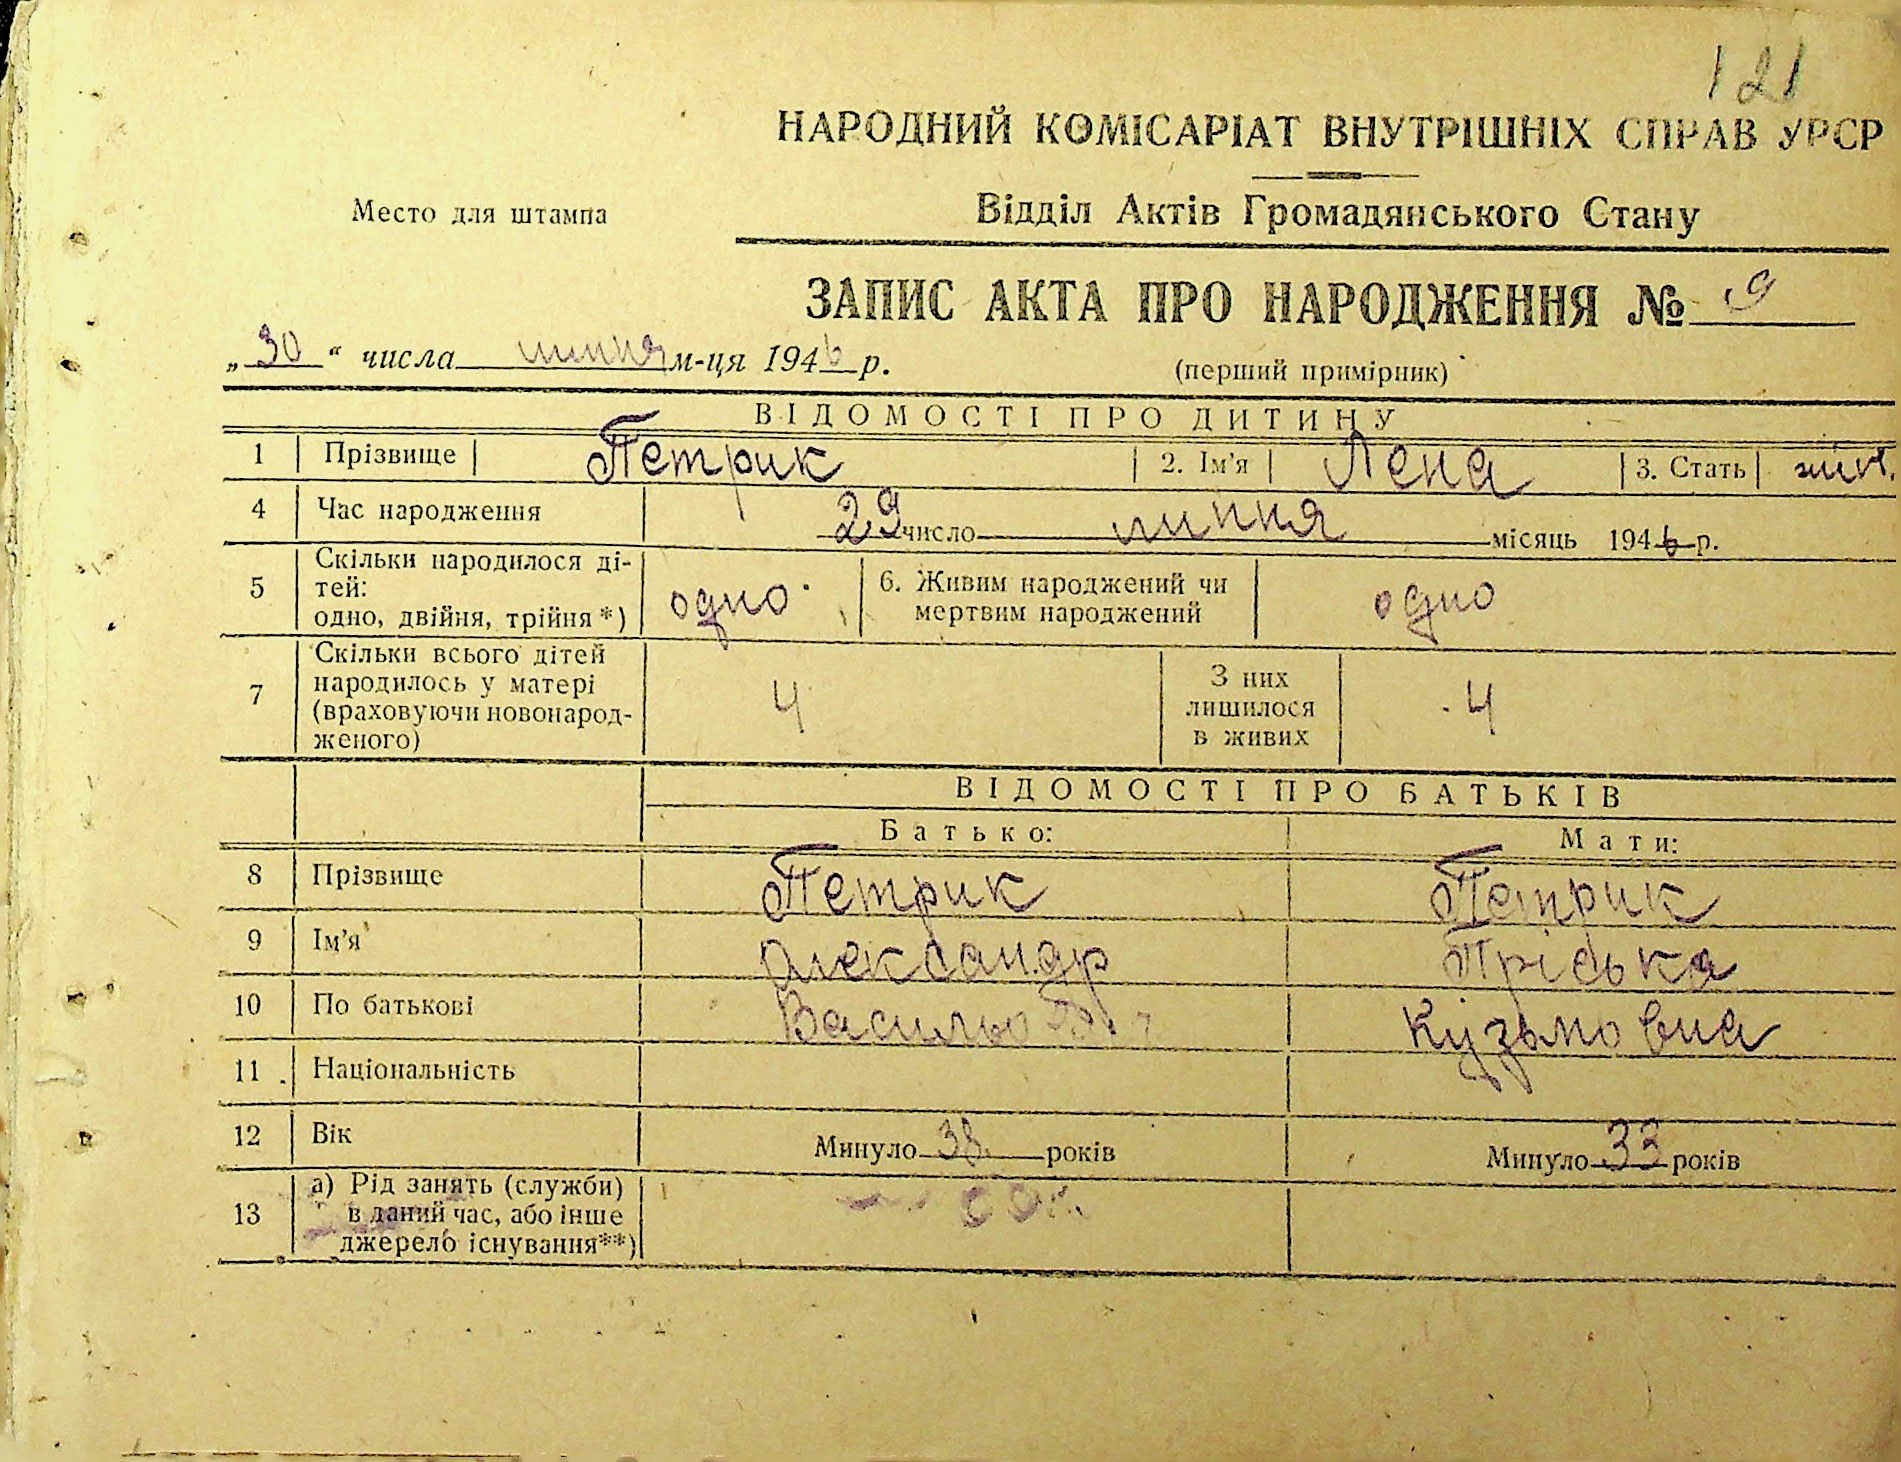 121
НАРОДНИЙ КОМІСАРІАТ ВНУТРІШНІХ СПРАВ УРСР
Место для штампа
Відділ Актів Громадянського Стану
ЗАПИС АКТА ПРО НАРОДЖЕННЯ № 9
„30“ числа липня м-ця 1946 р.
(перший примірник)
ВІДОМОСТІ ПРО ДИТИНУ
1 Прізвище Петрик 2. Ім’я Лена 3. Стать жін.
4 Час народження 29 число липня місяць 1946 р.
5 Скільки народилося ді-
тей:
одно, двійня, трійня *) одно
6. Живим народжений чи
мертвим народжений одно
7 Скільки всього дітей
народилось у матері
(враховуючи новонарод-
женого) 4
З них
лишилося
в живих 4
ВІДОМОСТІ ПРО БАТЬКІВ
Батько: Мати:
8 Прізвище Петрик Петрик
9 Ім’я Олександр Пріська
10 По батькові Кузьмовна
11 Національність
12 Вік Минуло 38 років Минуло 33 років
13 а) Рід занять (служби)
в даний час, або інше
джерело існування**)